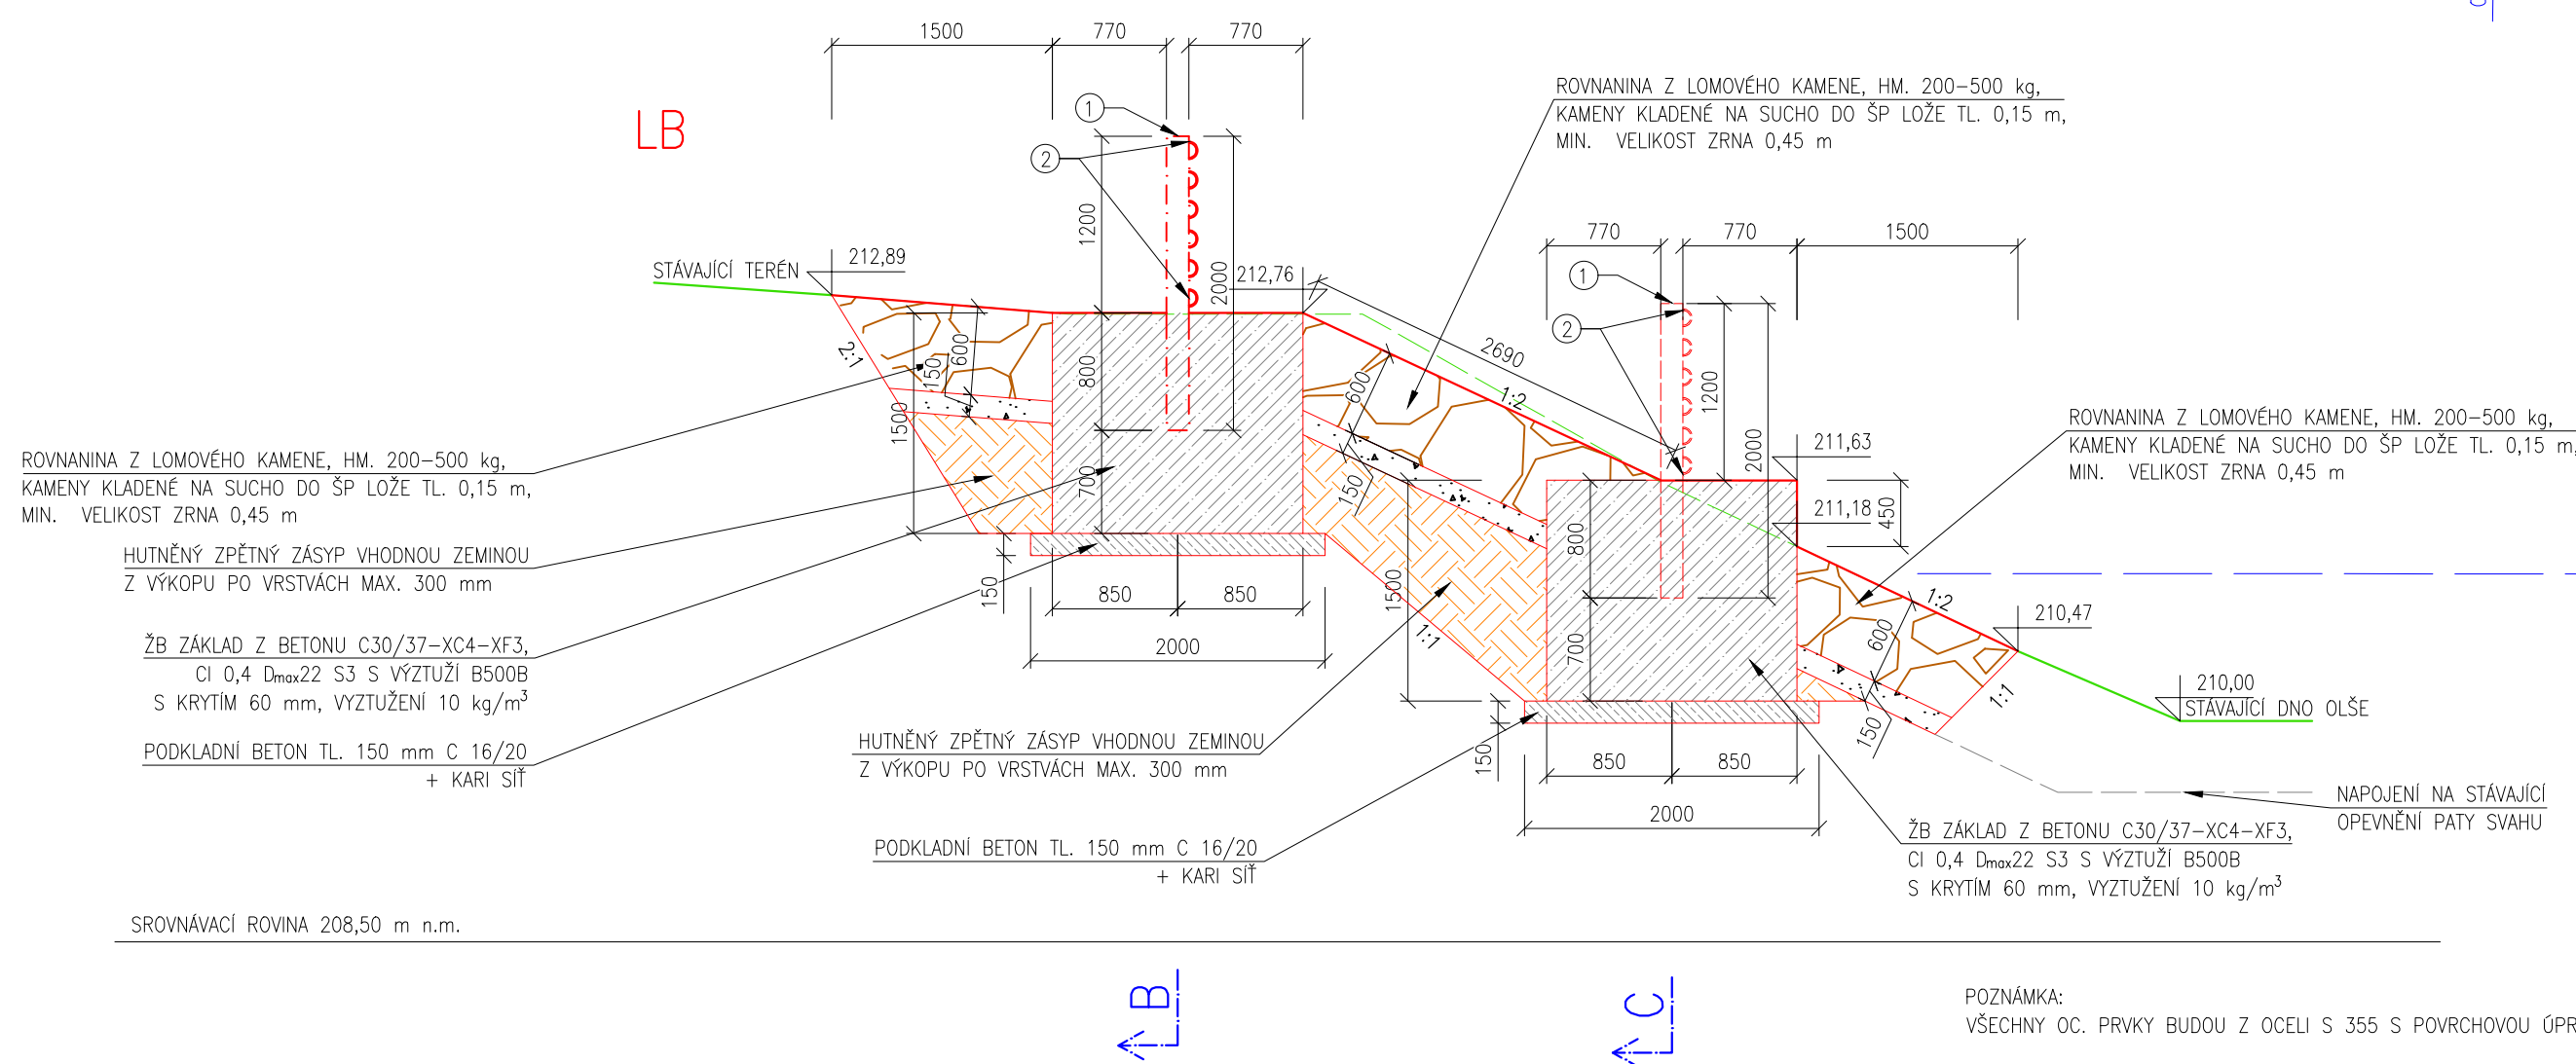 1500
770
770
LB
1
2
1200
2000
STÁVAJÍCÍ TERÉN
212,89
212,76
2:1
150
600
1500
800
700
ROVNANINA Z LOMOVÉHO KAMENE, HM. 200-500 kg,
KAMENY KLADENÉ NA SUCHO DO ŠP LOŽE TL. 0,15 m,
MIN. VELIKOST ZRNA 0,45 m
HUTNĚNÝ ZPĚTNÝ ZÁSYP VHODNOU ZEMINOU
Z VÝKOPU PO VRSTVÁCH MAX. 300 mm
ŽB ZÁKLAD Z BETONU C30/37-XC4-XF3,
Cl 0,4 Dmax22 S3 S VÝZTUŽÍ B500B
S KRYTÍM 60 mm, VYZTUŽENÍ 10 kg/m³
PODKLADNÍ BETON TL. 150 mm C 16/20
+ KARI SÍŤ
150
850
850
2000
ROVNANINA Z LOMOVÉHO KAMENE, HM. 200-500 kg,
KAMENY KLADENÉ NA SUCHO DO ŠP LOŽE TL. 0,15 m,
MIN. VELIKOST ZRNA 0,45 m
2690
1:2
600
150
770
770
1500
1
2
1200
2000
211,63
211,18
450
800
700
1500
1:1
HUTNĚNÝ ZPĚTNÝ ZÁSYP VHODNOU ZEMINOU
Z VÝKOPU PO VRSTVÁCH MAX. 300 mm
PODKLADNÍ BETON TL. 150 mm C 16/20
+ KARI SÍŤ
150
850
850
2000
ROVNANINA Z LOMOVÉHO KAMENE, HM. 200-500 kg,
KAMENY KLADENÉ NA SUCHO DO ŠP LOŽE TL. 0,15 m,
MIN. VELIKOST ZRNA 0,45 m
1:2
600
150
1:1
210,47
210,00
STÁVAJÍCÍ DNO OLŠE
NAPOJENÍ NA STÁVAJÍCÍ
OPEVNĚNÍ PATY SVAHU
ŽB ZÁKLAD Z BETONU C30/37-XC4-XF3,
Cl 0,4 Dmax22 S3 S VÝZTUŽÍ B500B
S KRYTÍM 60 mm, VYZTUŽENÍ 10 kg/m³
SROVNÁVACÍ ROVINA 208,50 m n.m.
B
C
POZNÁMKA:
VŠECHNY OC. PRVKY BUDOU Z OCELI S 355 S POVRCHOVOU ÚPR